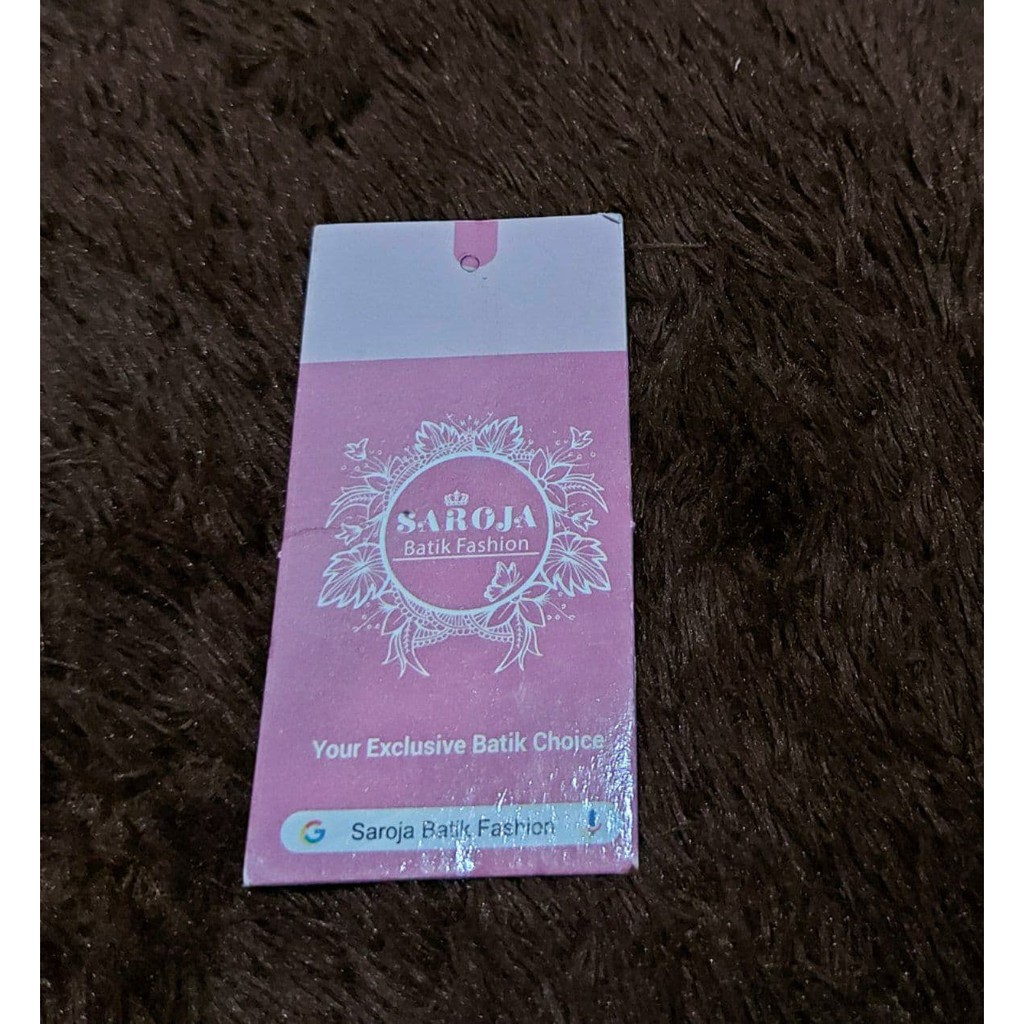 SAROJA
Batik Fashion
Your Exclusive Batik Choice
G Saroja Batik Fashion